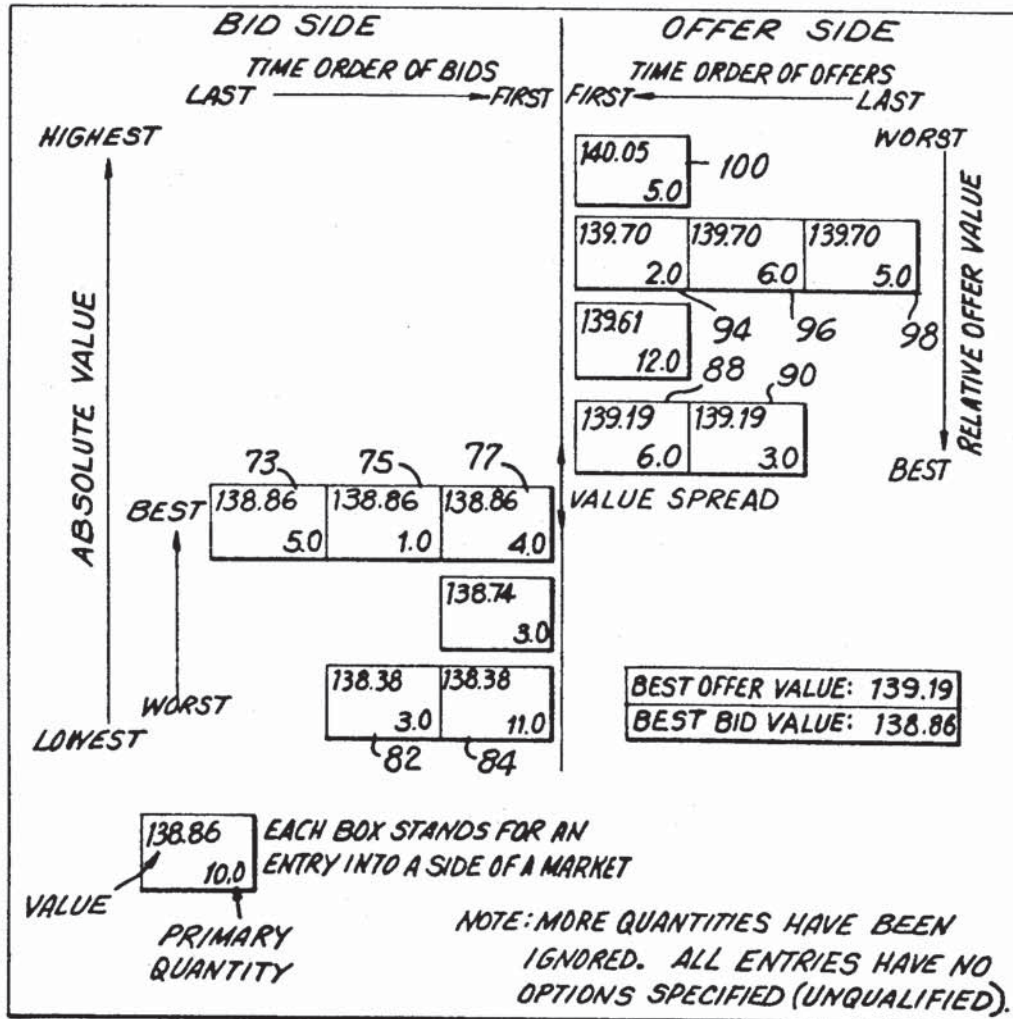 BID SIDE
OFFER SIDE
TIME ORDER OF BIDS
LAST
FIRST
TIME ORDER OF OFFERS
FIRST
LAST
HIGHEST
LOWEST
ABSOLUTE VALUE
WORST
BEST
RELATIVE OFFER VALUE
140.05
5.0
100
139.70 139.70 139.70
2.0 6.0 5.0
94 96 98
139.61
12.0
88 90
139.19 139.19
6.0 3.0
VALUE SPREAD
73 75 77
BEST
138.86 138.86 138.86
5.0 1.0 4.0
138.74
3.0
WORST
138.38 138.38
3.0 11.0
82 84
BEST OFFER VALUE: 139.19
BEST BID VALUE: 138.86
138.86
10.0
VALUE
PRIMARY
QUANTITY
EACH BOX STANDS FOR AN
ENTRY INTO A SIDE OF A MARKET
NOTE: MORE QUANTITIES HAVE BEEN
IGNORED. ALL ENTRIES HAVE NO
OPTIONS SPECIFIED (UNQUALIFIED).